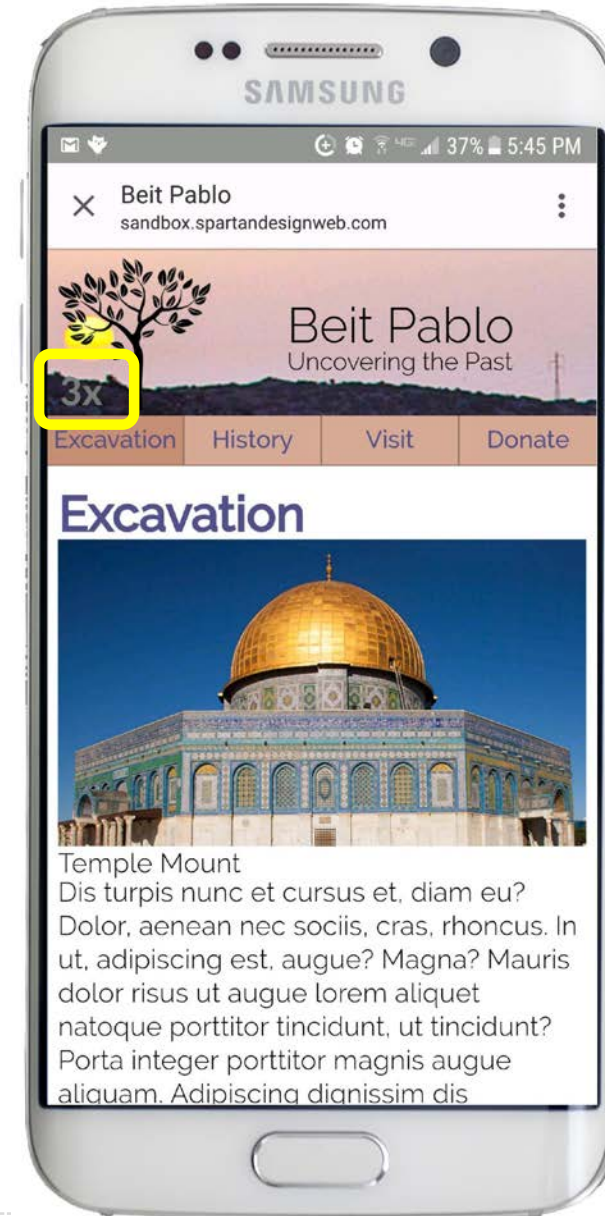 SAMSUNG
37% 5:45 PM
Beit Pablo
sandbox.spartandesignweb.com
Beit Pablo
Uncovering the Past
3x
Excavation History Visit Donate
Excavation
Temple Mount
Dis turpis nunc et cursus et, diam eu?
Dolor, aenean nec sociis, cras, rhoncus. In
ut, adipiscing est, augue? Magna? Mauris
dolor risus ut augue lorem aliquet
natoque porttitor tincidunt, ut tincidunt?
Porta integer porttitor magnis augue
aliquam. Adipiscing dignissim dis